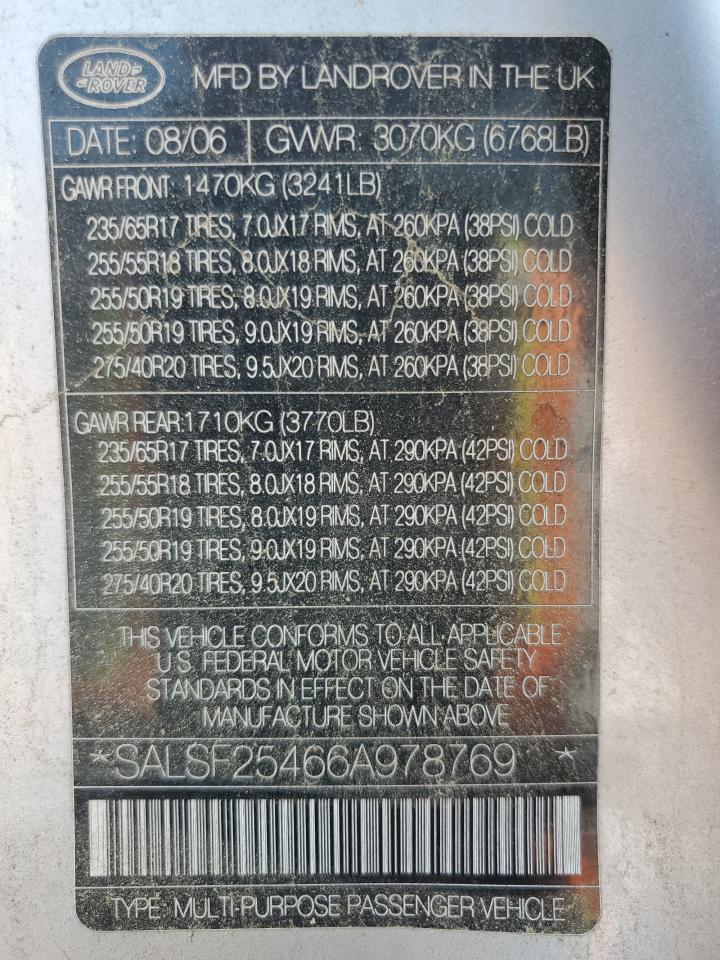 LAND-
ROVER
MFD BY LANDROVER IN THE UK
DATE: 08/06 GVWR: 3070KG (6768LB)
GAWR FRONT: 1470KG (3241LB)
235/65R17 TIRES, 7.0JX17 RIMS, AT 260KPA (38PSI) COLD
255/55R18 TIRES, 8.0JX18 RIMS, AT 260KPA (38PSI) COLD
255/50R19 TIRES, 8.0JX19 RIMS, AT 260KPA (38PSI) COLD
255/50R19 TIRES, 9.0JX19 RIMS, AT 260KPA (38PSI) COLD
275/40R20 TIRES, 9.5JX20 RIMS, AT 260KPA (38PSI) COLD
GAWR REAR:1710KG (3770LB)
235/65R17 TIRES, 7.0JX17 RIMS, AT 290KPA (42PSI) COLD
255/55R18 TIRES, 8.0JX18 RIMS, AT 290KPA (42PSI) COLD
255/50R19 TIRES, 8.0JX19 RIMS, AT 290KPA (42PSI) COLD
255/50R19 TIRES, 9.0JX19 RIMS, AT 290KPA (42PSI) COLD
275/40R20 TIRES, 9.5JX20 RIMS, AT 290KPA (42PSI) COLD
THIS VEHICLE CONFORMS TO ALL APPLICABLE
U.S. FEDERAL MOTOR VEHICLE SAFETY
STANDARDS IN EFFECT ON THE DATE OF
MANUFACTURE SHOWN ABOVE
*SALSF25466A978769 *
TYPE: MULTI-PURPOSE PASSENGER VEHICLE